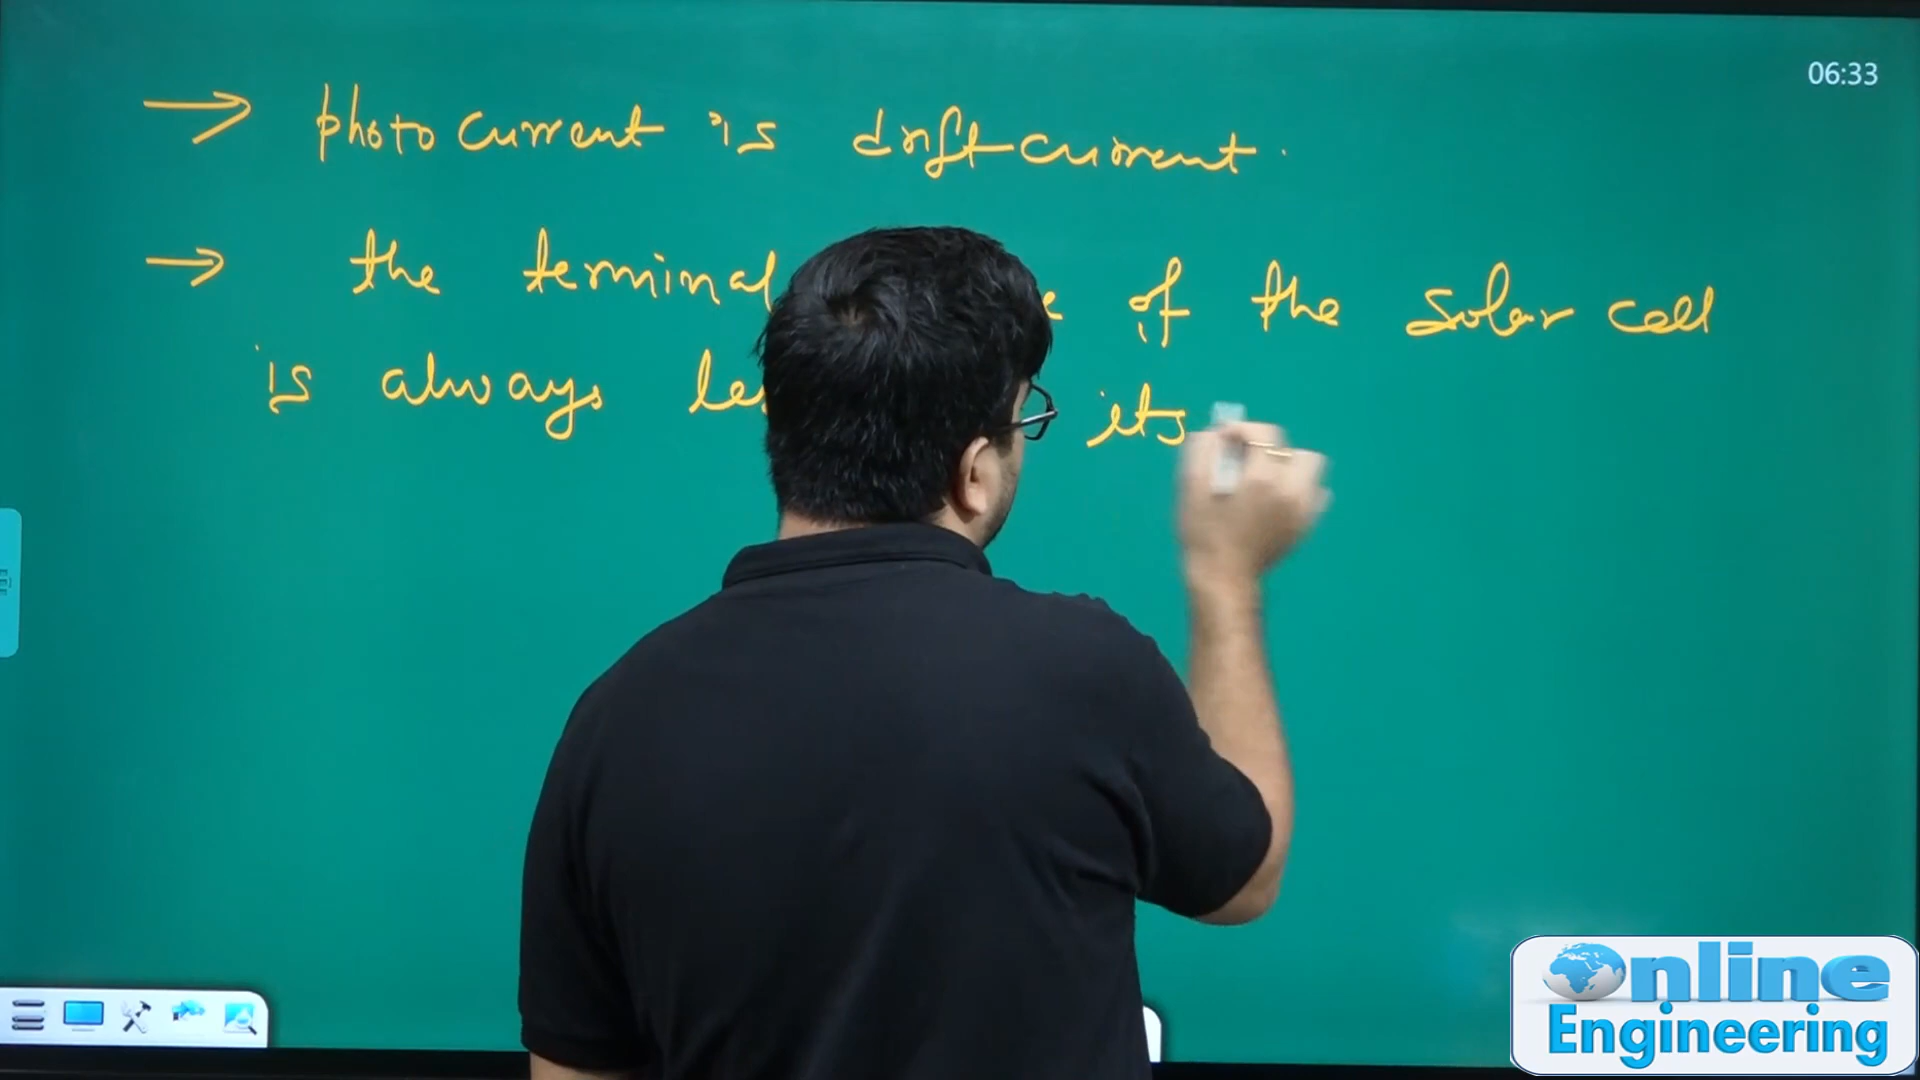 06:33
→ photo current is drift current.
→ the terminal of the solar cell
is always its
Online
Engineering